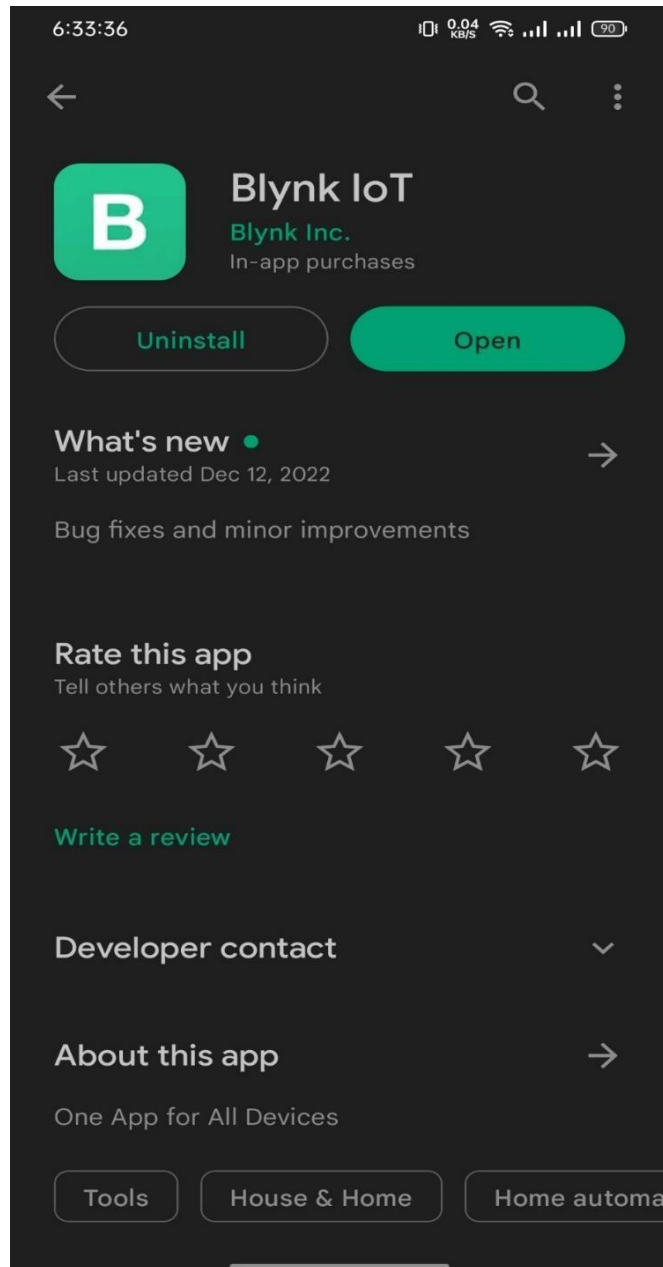 6:33:36 0.04 KB/S 90
B
Blynk IoT
Blynk Inc.
In-app purchases
Uninstall Open
What's new
Last updated Dec 12, 2022
Bug fixes and minor improvements
Rate this app
Tell others what you think
Write a review
Developer contact
About this app
One App for All Devices
Tools House & Home Home automa